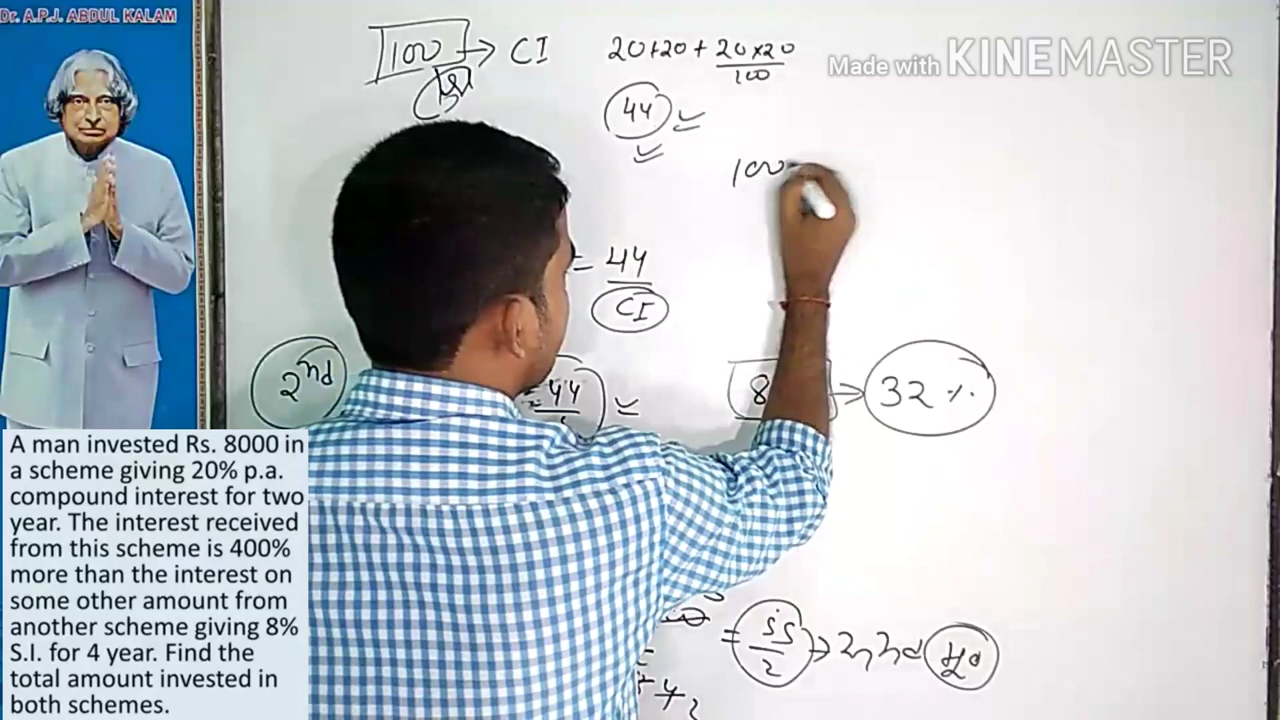 Dr. A.P.J. ABDUL KALAM
100 → CI 20+20+ 20×20
100
Made with KINEMASTER
44
100
= 44
CI
2nd
= 44
8 → 32 %
A man invested Rs. 8000 in
a scheme giving 20% p.a.
compound interest for two
year. The interest received
from this scheme is 400%
more than the interest on
some other amount from
another scheme giving 8%
S.I. for 4 year. Find the
total amount invested in
both schemes.
= 55 →
2